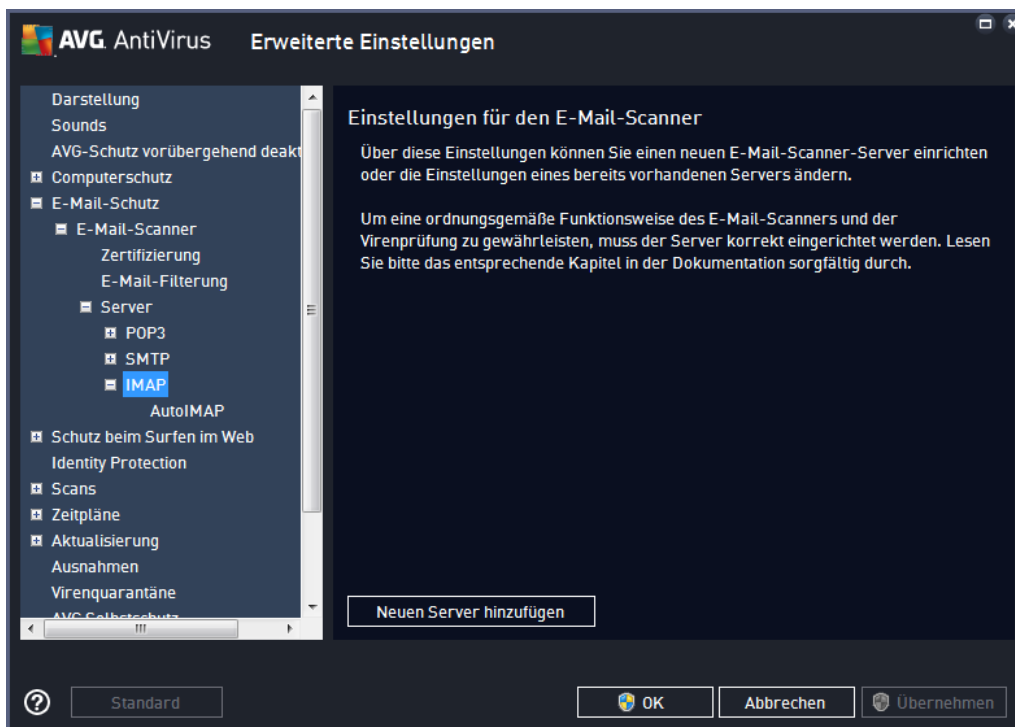 AVG. AntiVirus Erweiterte Einstellungen
Darstellung
Sounds
AVG-Schutz vorübergehend deakt
Computerschutz
E-Mail-Schutz
E-Mail-Scanner
Zertifizierung
E-Mail-Filterung
Server
POP3
SMTP
IMAP
AutoIMAP
Schutz beim Surfen im Web
Identity Protection
Scans
Zeitpläne
Aktualisierung
Ausnahmen
Virenquarantäne
AVG Selbstschutz
Einstellungen für den E-Mail-Scanner
Über diese Einstellungen können Sie einen neuen E-Mail-Scanner-Server einrichten
oder die Einstellungen eines bereits vorhandenen Servers ändern.
Um eine ordnungsgemäße Funktionsweise des E-Mail-Scanners und der
Virenprüfung zu gewährleisten, muss der Server korrekt eingerichtet werden. Lesen
Sie bitte das entsprechende Kapitel in der Dokumentation sorgfältig durch.
Neuen Server hinzufügen
Standard
OK
Abbrechen
Übernehmen